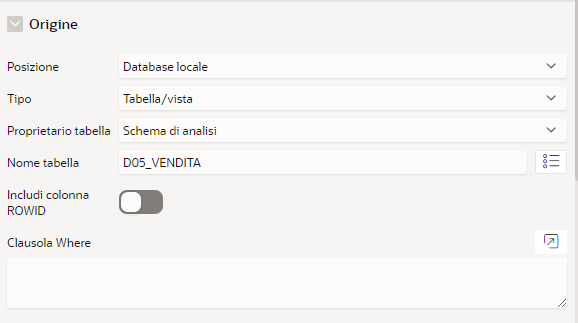 Origine
Posizione Database locale
Tipo Tabella/vista
Proprietario tabella Schema di analisi
Nome tabella D05_VENDITA
Includi colonna
ROWID
Clausola Where